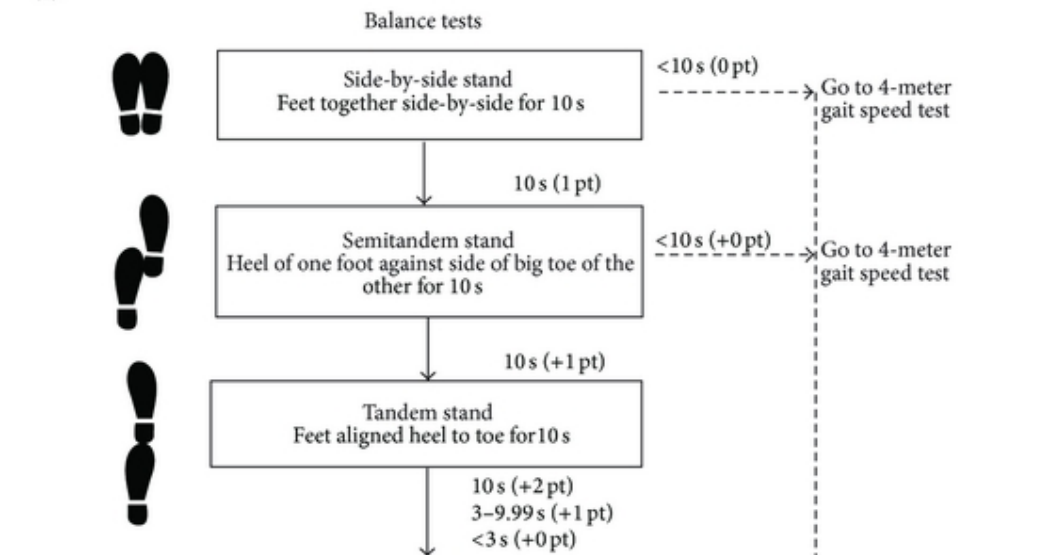 Balance tests
Side-by-side stand
Feet together side-by-side for 10 s
<10 s (0 pt)
Go to 4-meter
gait speed test
10 s (1 pt)
Semitandem stand
Heel of one foot against side of big toe of the
other for 10 s
<10 s (+0 pt)
Go to 4-meter
gait speed test
10 s (+1 pt)
Tandem stand
Feet aligned heel to toe for10 s
10 s (+2 pt)
3–9.99 s (+1 pt)
<3 s (+0 pt)